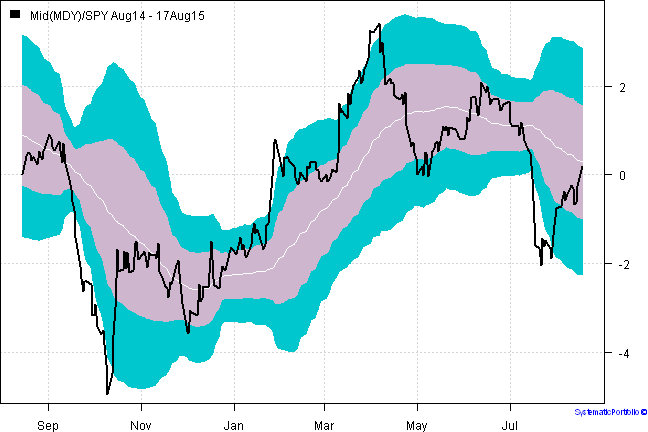 Mid(MDY)/SPY Aug14 - 17Aug15
2
0
-2
-4
Sep Nov Jan Mar May Jul
SystematicPortfolio ©